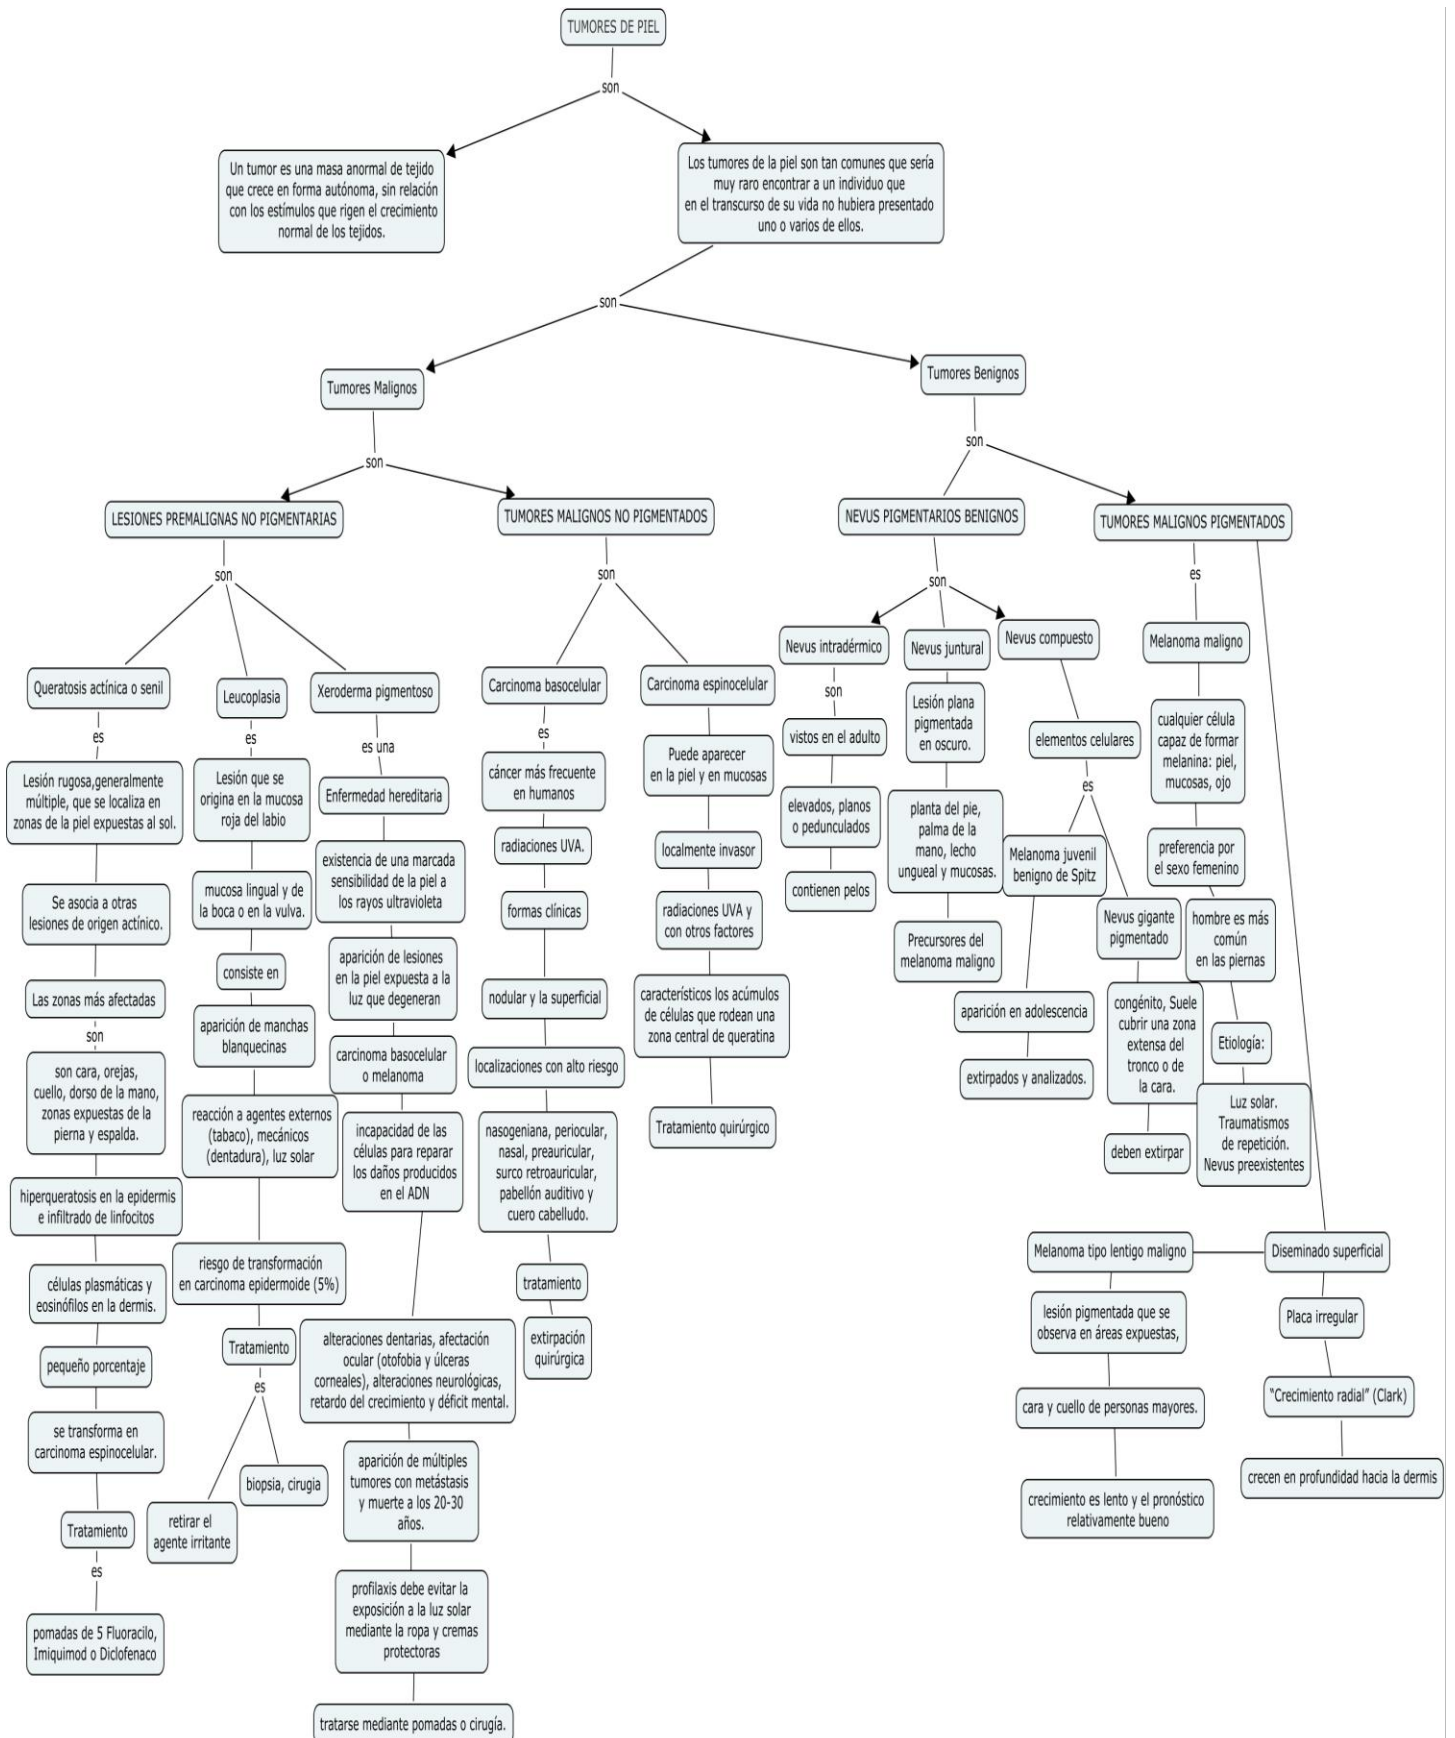 TUMORES DE PIEL
son
Un tumor es una masa anormal de tejido
que crece en forma autónoma, sin relación
con los estímulos que rigen el crecimiento
normal de los tejidos.
Los tumores de la piel son tan comunes que sería
muy raro encontrar a un individuo que
en el transcurso de su vida no hubiera presentado
uno o varios de ellos.
son
Tumores Malignos
son
LESIONES PREMALIGNAS NO PIGMENTARIAS
son
Queratosis actínica o senil
es
Lesión rugosa,generalmente
múltiple, que se localiza en
zonas de la piel expuestas al sol.
Se asocia a otras
lesiones de origen actínico.
Las zonas más afectadas
son
son cara, orejas,
cuello, dorso de la mano,
zonas expuestas de la
pierna y espalda.
hiperqueratosis en la epidermis
e infiltrado de linfocitos
células plasmáticas y
eosinófilos en la dermis.
pequeño porcentaje
se transforma en
carcinoma espinocelular.
Tratamiento
es
pomadas de 5 Fluoracilo,
Imiquimod o Diclofenaco
Leucoplasia
es
Lesión que se
origina en la mucosa
roja del labio
mucosa lingual y de
la boca o en la vulva.
consiste en
aparición de manchas
blanquecinas
reacción a agentes externos
(tabaco), mecánicos
(dentadura), luz solar
riesgo de transformación
en carcinoma epidermoide (5%)
Tratamiento
es
retirar el
agente irritante
biopsia, cirugia
Xeroderma pigmentoso
es una
Enfermedad hereditaria
existencia de una marcada
sensibilidad de la piel a
los rayos ultravioleta
aparición de lesiones
en la piel expuesta a la
luz que degeneran
carcinoma basocelular
o melanoma
incapacidad de las
células para reparar
los daños producidos
en el ADN
alteraciones dentarias, afectación
ocular (otofobia y úlceras
corneales), alteraciones neurológicas,
retardo del crecimiento y déficit mental.
aparición de múltiples
tumores con metástasis
y muerte a los 20-30
años.
profilaxis debe evitar la
exposición a la luz solar
mediante la ropa y cremas
protectoras
tratarse mediante pomadas o cirugía.
TUMORES MALIGNOS NO PIGMENTADOS
son
Carcinoma basocelular
es
cáncer más frecuente
en humanos
radiaciones UVA.
formas clínicas
nodular y la superficial
localizaciones con alto riesgo
nasogeniana, periocular,
nasal, preauricular,
surco retroauricular,
pabellón auditivo y
cuero cabelludo.
tratamiento
extirpación
quirúrgica
Carcinoma espinocelular
Puede aparecer
en la piel y en mucosas
localmente invasor
radiaciones UVA y
con otros factores
característicos los acúmulos
de células que rodean una
zona central de queratina
Tratamiento quirúrgico
Tumores Benignos
son
NEVUS PIGMENTARIOS BENIGNOS
son
Nevus intradérmico
son
vistos en el adulto
elevados, planos
o pedunculados
contienen pelos
Nevus juntural
Lesión plana
pigmentada
en oscuro.
planta del pie,
palma de la
mano, lecho
ungueal y mucosas.
Precursores del
melanoma maligno
Nevus compuesto
elementos celulares
es
Melanoma juvenil
benigno de Spitz
aparición en adolescencia
extirpados y analizados.
Nevus gigante
pigmentado
congénito, Suele
cubrir una zona
extensa del
tronco o de
la cara.
deben extirpar
TUMORES MALIGNOS PIGMENTADOS
es
Melanoma maligno
cualquier célula
capaz de formar
melanina: piel,
mucosas, ojo
preferencia por
el sexo femenino
hombre es más
común
en las piernas
Etiología:
Luz solar.
Traumatismos
de repetición.
Nevus preexistentes
Melanoma tipo lentigo maligno
lesión pigmentada que se
observa en áreas expuestas,
cara y cuello de personas mayores.
crecimiento es lento y el pronóstico
relativamente bueno
Diseminado superficial
Placa irregular
"Crecimiento radial" (Clark)
crecen en profundidad hacia la dermis